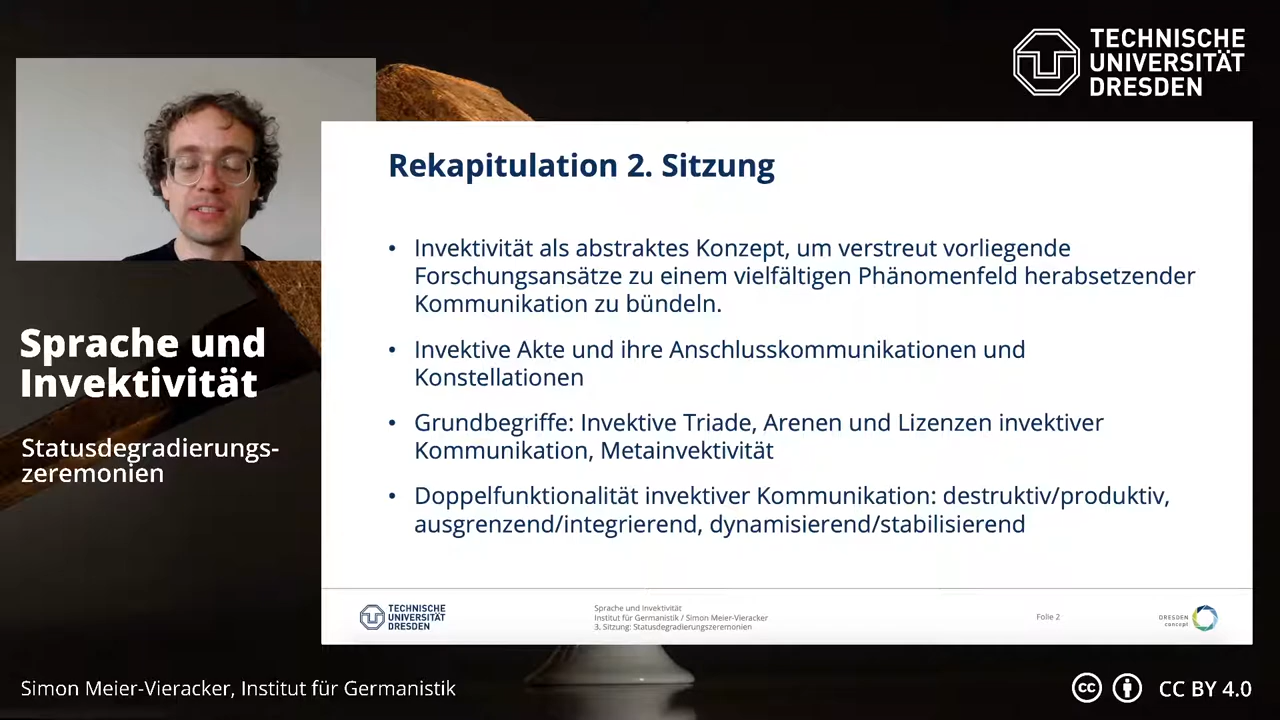 TECHNISCHE
UNIVERSITÄT
DRESDEN
Rekapitulation 2. Sitzung
• Invektivität als abstraktes Konzept, um verstreut vorliegende
Forschungsansätze zu einem vielfältigen Phänomenfeld herabsetzender
Kommunikation zu bündeln.
• Invektive Akte und ihre Anschlusskommunikationen und
Konstellationen
• Grundbegriffe: Invektive Triade, Arenen und Lizenzen invektiver
Kommunikation, Metainvektivität
• Doppelfunktionalität invektiver Kommunikation: destruktiv/produktiv,
ausgrenzend/integrierend, dynamisierend/stabilisierend
Sprache und
Invektivität
Statusdegradierungs-
zeremonien
TECHNISCHE
UNIVERSITÄT
DRESDEN
Sprache und Invektivität
Institut für Germanistik / Simon Meier-Vieracker
3. Sitzung: Statusdegradierungszeremonien
Folie 2
DRESDEN
concept
Simon Meier-Vieracker, Institut für Germanistik
cc
CC BY 4.0